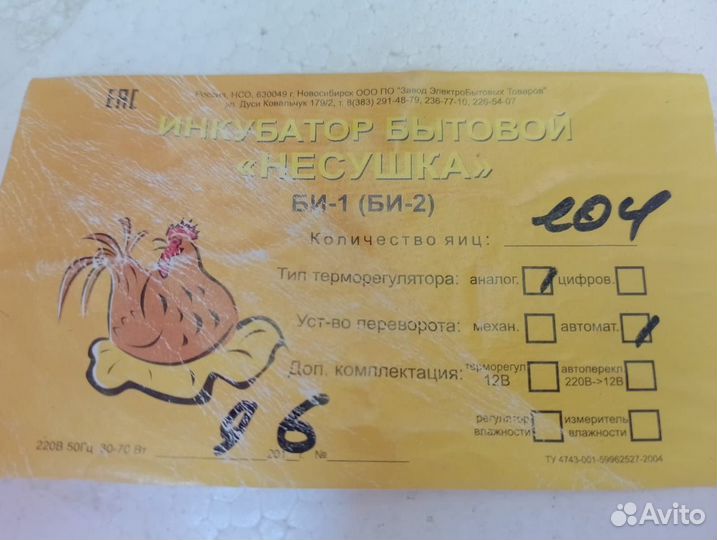 EAC
Россия, НСО, 630049 г. Новосибирск ООО ПО "Завод ЭлектроБытовых Товаров"
ул. Дуси Ковальчук 179/2, т. 8(383) 291-48-79, 236-77-10, 226-54-07
ИНКУБАТОР БЫТОВОЙ
«НЕСУШКА»
БИ-1 (БИ-2)
Количество яиц: 104
Тип терморегулятора: аналог. цифров.
Уст-во переворота: механ. автомат.
Доп. комплектация: терморегул 12В автоперекл 220В->12В
регулятор влажности измеритель влажности
220В 50Гц 30-70 Вт 201 г. №
ТУ 4743-001-59962527-2004
Avito